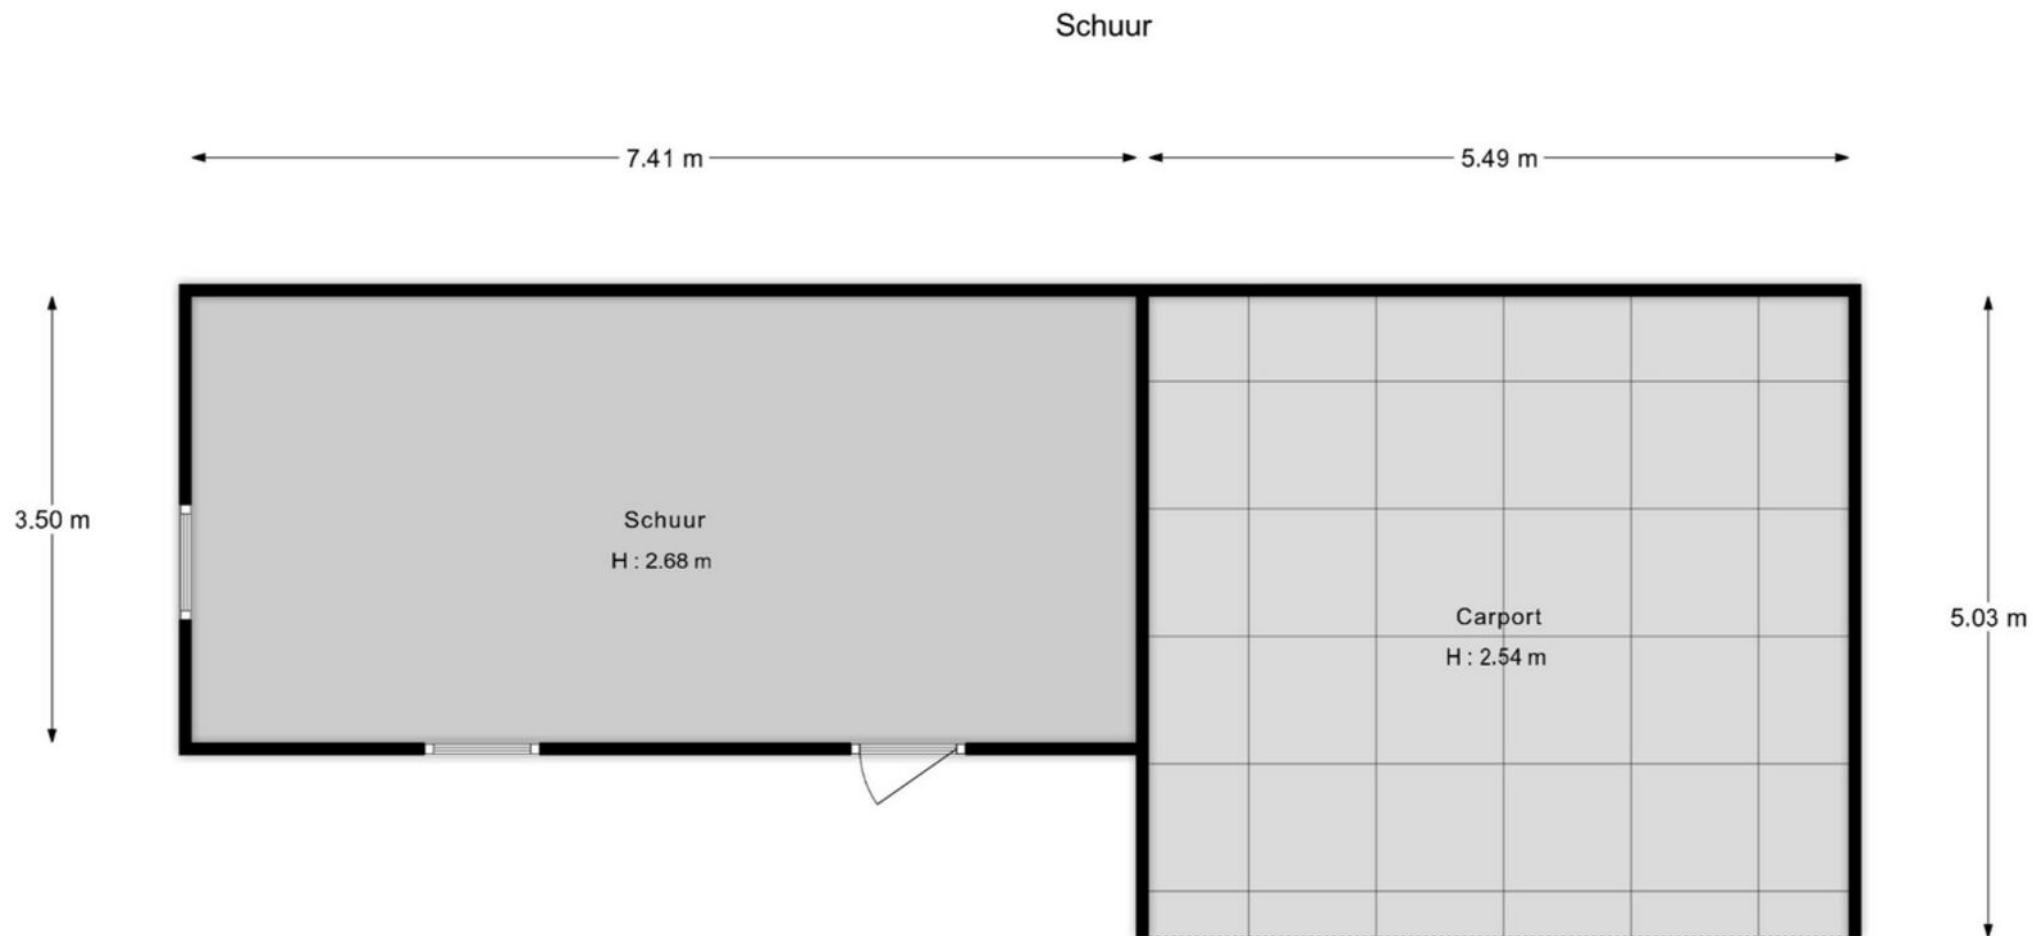 Schuur
7.41 m
5.49 m
3.50 m
Schuur
H : 2.68 m
Carport
H : 2.54 m
5.03 m